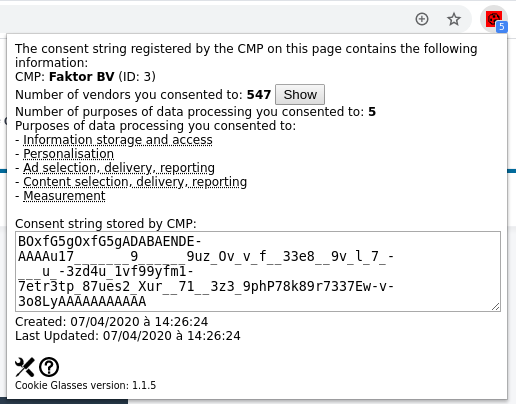 5
The consent string registered by the CMP on this page contains the following
information:
CMP: Faktor BV (ID: 3)
Number of vendors you consented to: 547 Show
Number of purposes of data processing you consented to: 5
Purposes of data processing you consented to:
- Information storage and access
- Personalisation
- Ad selection, delivery, reporting
- Content selection, delivery, reporting
- Measurement
Consent string stored by CMP:
BOxfG5gOxfG5gADABAENDE-
AAAAu17_______9______9uz_Ov_v_f__33e8__9v_l_7_-
___u_-3zd4u_1vf99yfm1-
7etr3tp_87ues2_Xur__71__3z3_9phP78k89r7337Ew-v-
3o8LyAAAAAAAAAAA
Created: 07/04/2020 à 14:26:24
Last Updated: 07/04/2020 à 14:26:24
Cookie Glasses version: 1.1.5